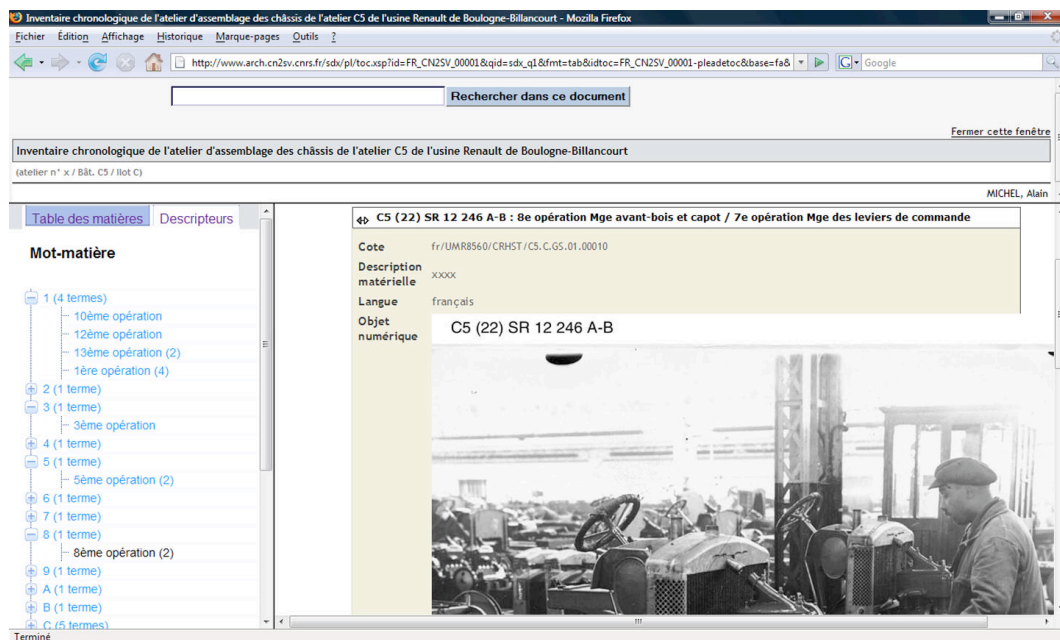 Inventaire chronologique de l'atelier d'assemblage des châssis de l'atelier C5 de l'usine Renault de Boulogne-Billancourt - Mozilla Firefox
Fichier Édition Affichage Historique Marque-pages Outils ?
http://www.arch.cn2sv.cnrs.fr/sdx/pl/toc.xsp?id=FR_CN2SV_00001&qid=sdx_q1&fmt=tab&idtoc=FR_CN2SV_00001-pleadetoc&base=fa& G Google
Rechercher dans ce document
Fermer cette fenêtre
Inventaire chronologique de l'atelier d'assemblage des châssis de l'atelier C5 de l'usine Renault de Boulogne-Billancourt
(atelier n° x / Bât. C5 / Ilot C)
MICHEL, Alain
Table des matières Descripteurs
Mot-matière
1 (4 termes)
10ème opération
12ème opération
13ème opération (2)
1ère opération (4)
2 (1 terme)
3 (1 terme)
3ème opération
4 (1 terme)
5 (1 terme)
5ème opération (2)
6 (1 terme)
7 (1 terme)
8 (1 terme)
8ème opération (2)
9 (1 terme)
A (1 terme)
B (1 terme)
C (5 termes)
C5 (22) SR 12 246 A-B : 8e opération Mge avant-bois et capot / 7e opération Mge des leviers de commande
Cote fr/UMR8560/CRHST/C5.C.GS.01.00010
Description matérielle xxxx
Langue français
Objet numérique
C5 (22) SR 12 246 A-B
Terminé